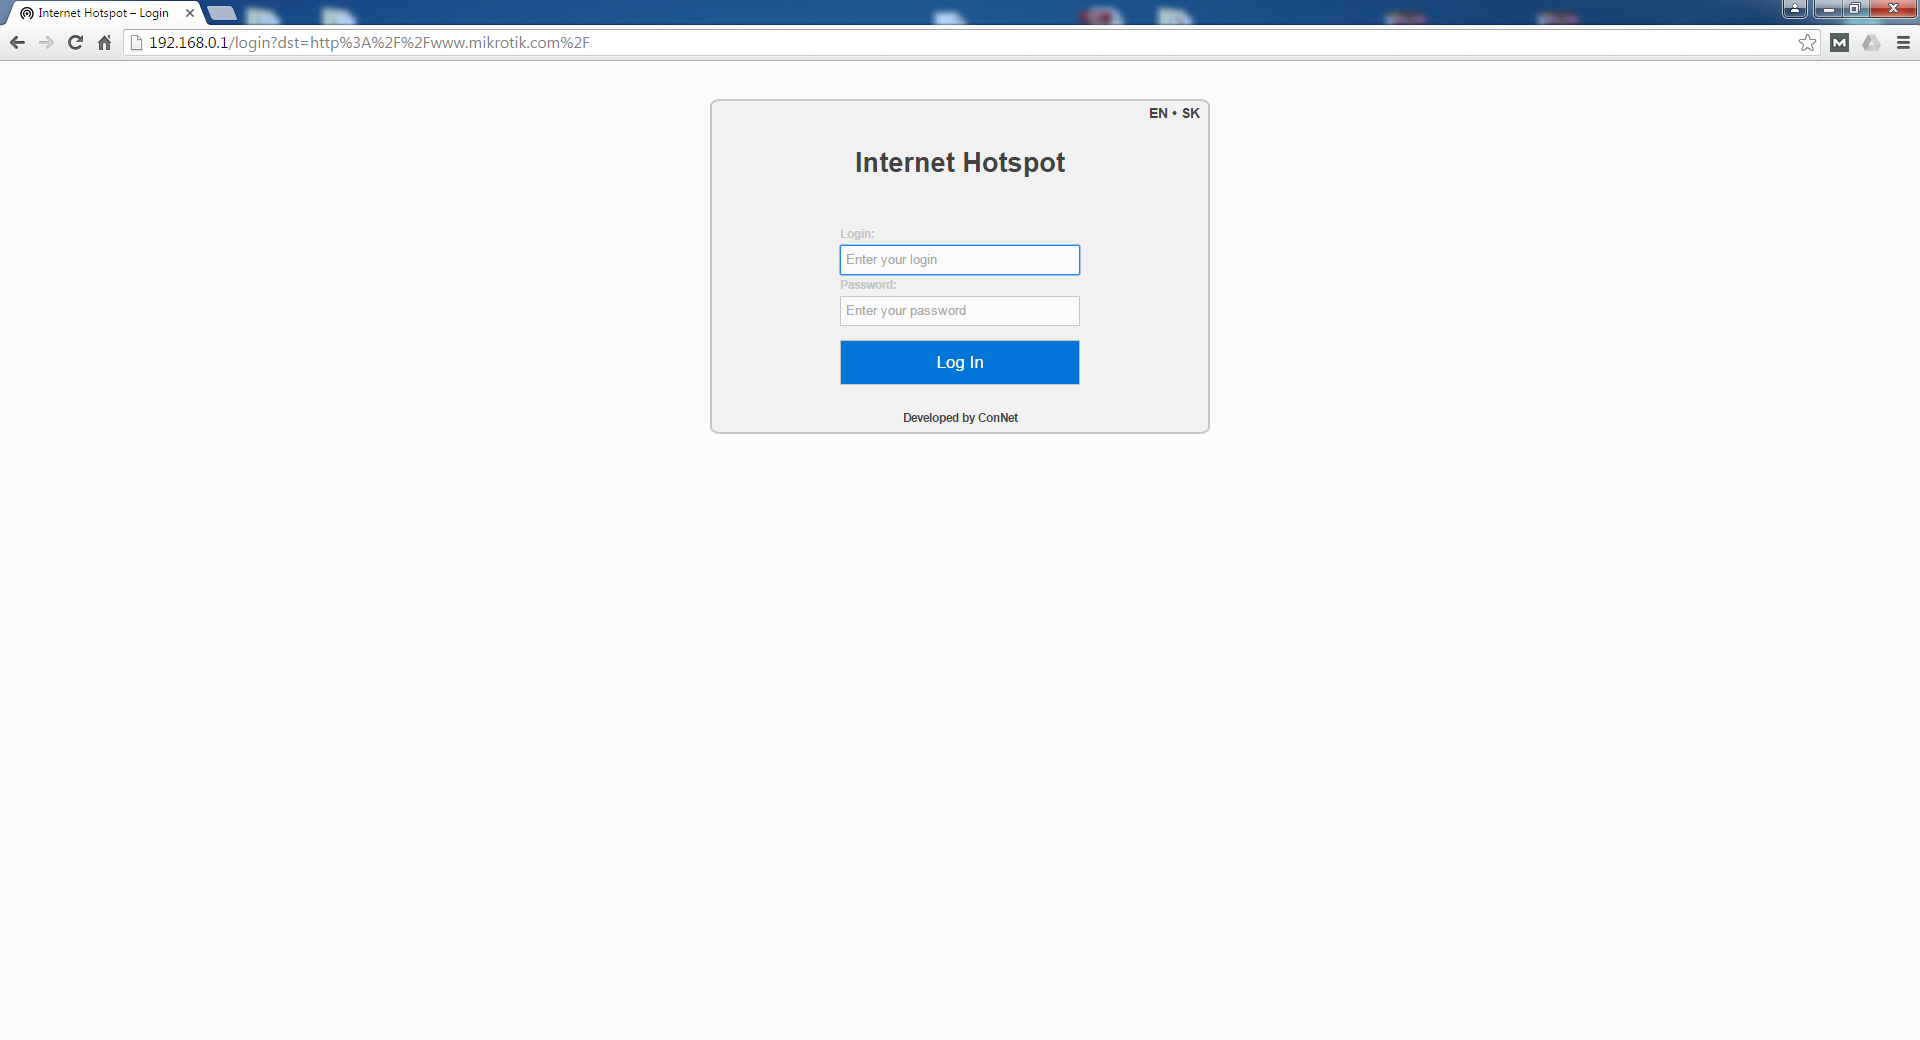 Internet Hotspot – Login
192.168.0.1/login?dst=http%3A%2F%2Fwww.mikrotik.com%2F
EN • SK
Internet Hotspot
Login:
Enter your login
Password:
Enter your password
Log In
Developed by ConNet